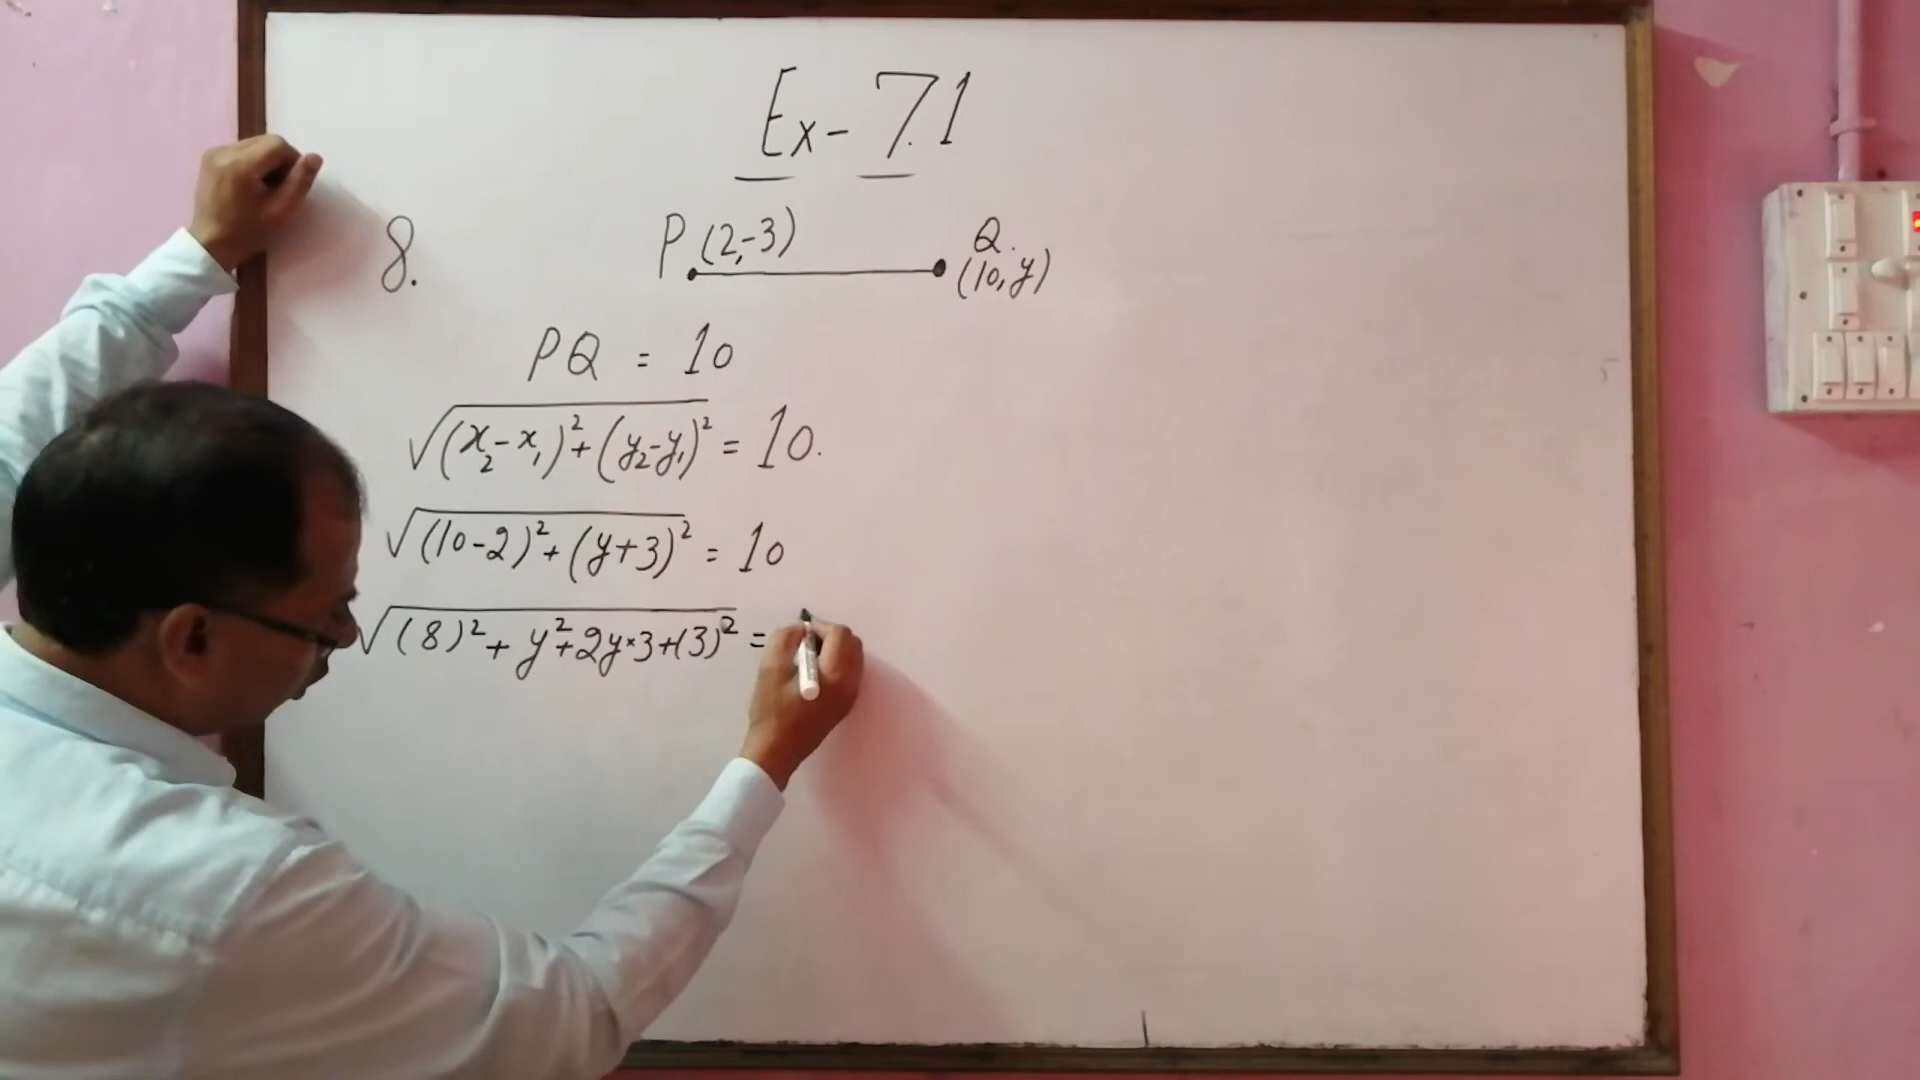 Ex- 7.1
8. P (2,-3) Q. (10, y)
PQ = 10
√(x₂-x₁)²+(y₂-y₁)² = 10.
√(10-2)²+(y+3)² = 10
√(8)²+y²+2y×3+(3)² =